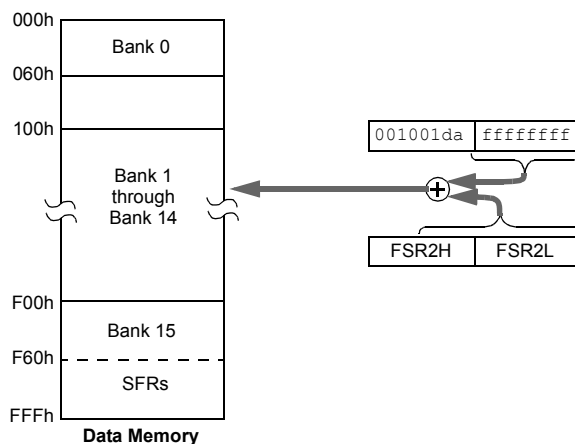 000h
Bank 0
060h
100h
001001da ffffffff
Bank 1
through
Bank 14
FSR2H FSR2L
F00h
Bank 15
F60h
SFRs
FFFh
Data Memory